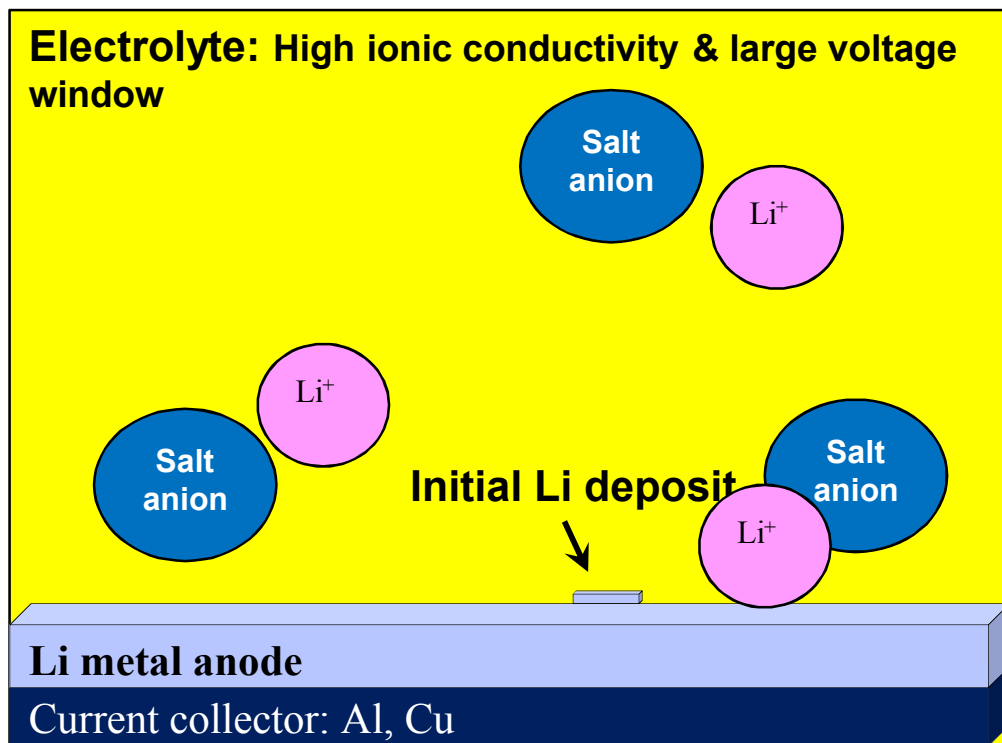 Electrolyte: High ionic conductivity & large voltage
window
Salt
anion
Li⁺
Li⁺
Salt
anion
Initial Li deposit
Salt
anion
Li⁺
Li metal anode
Current collector: Al, Cu